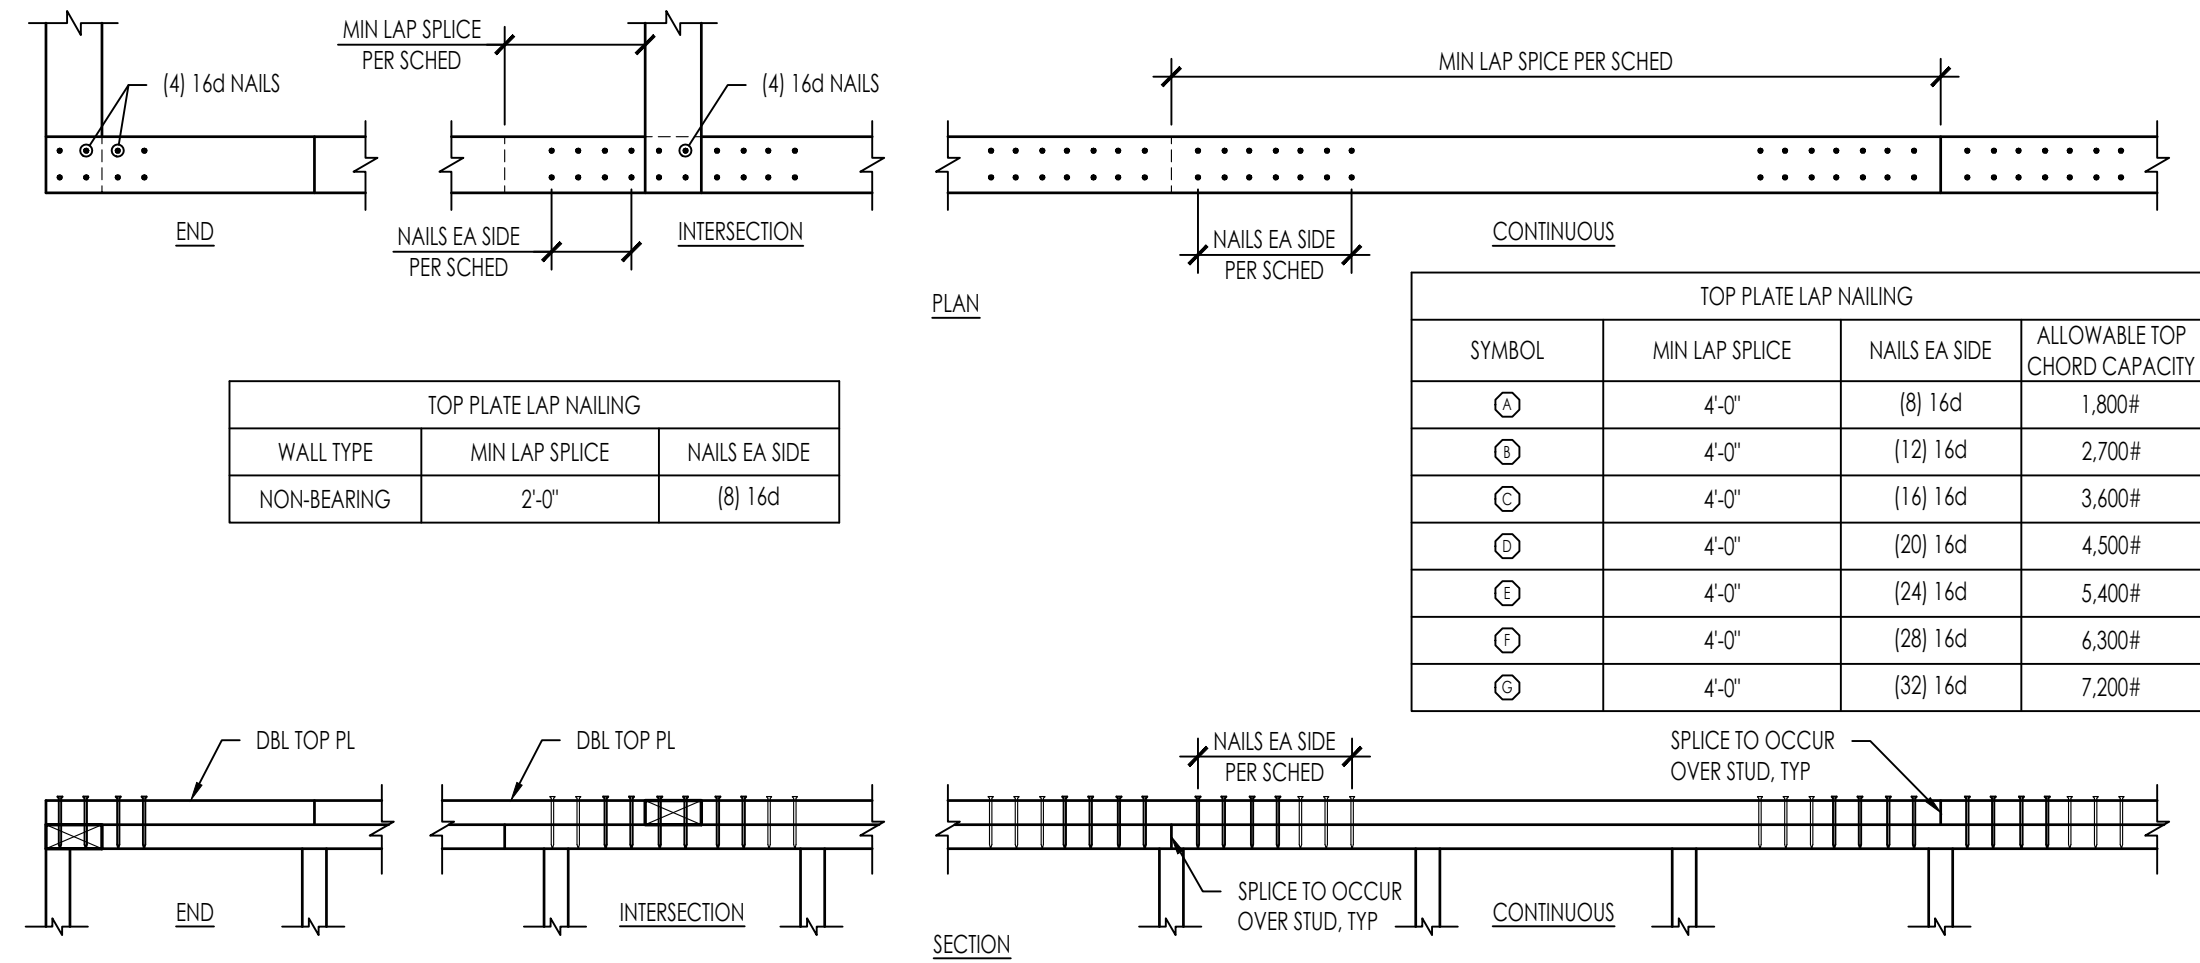 MIN LAP SPLICE
PER SCHED
(4) 16d NAILS
(4) 16d NAILS
MIN LAP SPICE PER SCHED
END
NAILS EA SIDE
PER SCHED
INTERSECTION
NAILS EA SIDE
PER SCHED
CONTINUOUS
PLAN
TOP PLATE LAP NAILING
WALL TYPE MIN LAP SPLICE NAILS EA SIDE
NON-BEARING 2'-0" (8) 16d
TOP PLATE LAP NAILING
SYMBOL MIN LAP SPLICE NAILS EA SIDE ALLOWABLE TOP
CHORD CAPACITY
A 4'-0" (8) 16d 1,800#
B 4'-0" (12) 16d 2,700#
C 4'-0" (16) 16d 3,600#
D 4'-0" (20) 16d 4,500#
E 4'-0" (24) 16d 5,400#
F 4'-0" (28) 16d 6,300#
G 4'-0" (32) 16d 7,200#
DBL TOP PL
DBL TOP PL
NAILS EA SIDE
PER SCHED
SPLICE TO OCCUR
OVER STUD, TYP
END
INTERSECTION
SPLICE TO OCCUR
OVER STUD, TYP
CONTINUOUS
SECTION